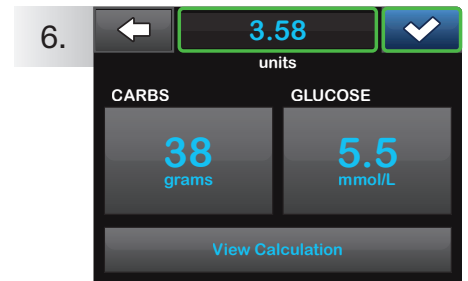 6.
3.58
units
CARBS GLUCOSE
38 5.5
grams mmol/L
View Calculation